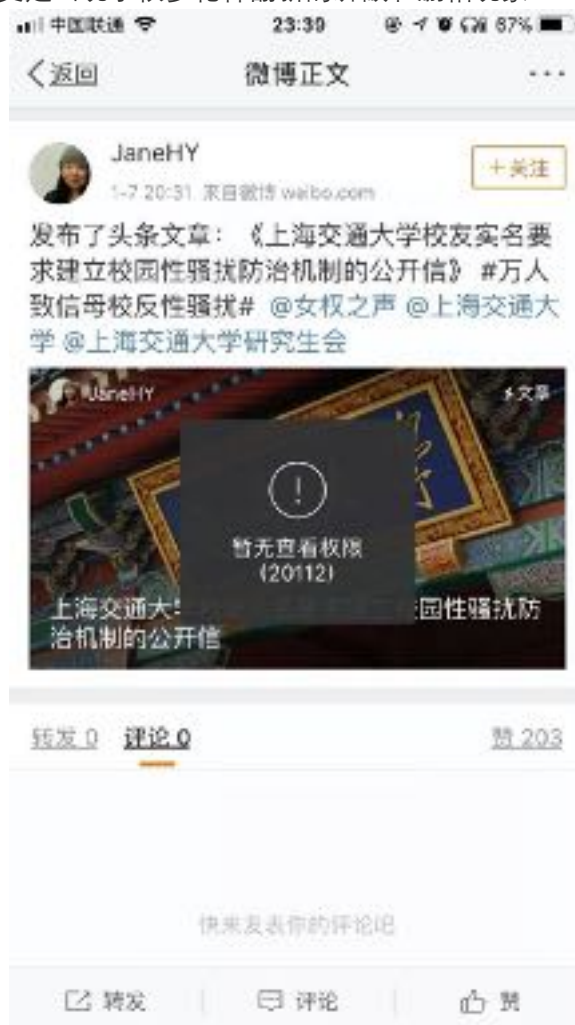 中国联通 23:39 67%
返回 微博正文 ...
JaneHY
+关注
1-7 20:31 来自微博 weibo.com
发布了头条文章：《上海交通大学校友实名要
求建立校园性骚扰防治机制的公开信》 #万人
致信母校反性骚扰# @女权之声 @上海交通大
学 @上海交通大学研究生会
JaneHY 文章
暂无查看权限
(20112)
上海交通大 园性骚扰防
治机制的公开信
转发 0 评论 0 赞 203
快来发表你的评论吧
转发 评论 赞